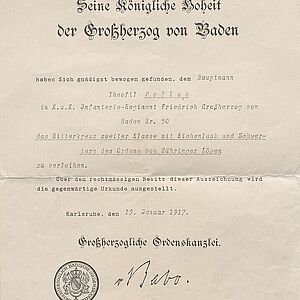 Seine Königliche Hoheit
der Großherzog von Baden
haben Sich gnädigst bewogen gefunden, dem Hauptmann
Theofil Pollak
im K.u.K. Infanterie-Regiment Friedrich Großherzog von
Baden Nr. 50
das Ritterkreuz zweiter Klasse mit Eichenlaub und Schwer-
tern des Ordens vom Zähringer Löwen
zu verleihen.
Über den rechtmässigen Besitz dieser Auszeichnung wird
die gegenwärtige Urkunde ausgestellt.
Karlsruhe, den 19. Januar 1917.
Großherzogliche Ordenskanzlei.
v. Babo.